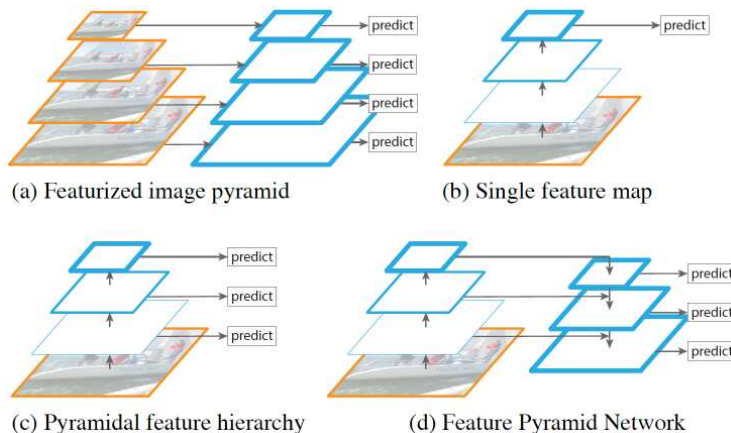 predict
predict
predict
predict
predict
(a) Featurized image pyramid
(b) Single feature map
predict
predict
predict
predict
predict
predict
(c) Pyramidal feature hierarchy
(d) Feature Pyramid Network